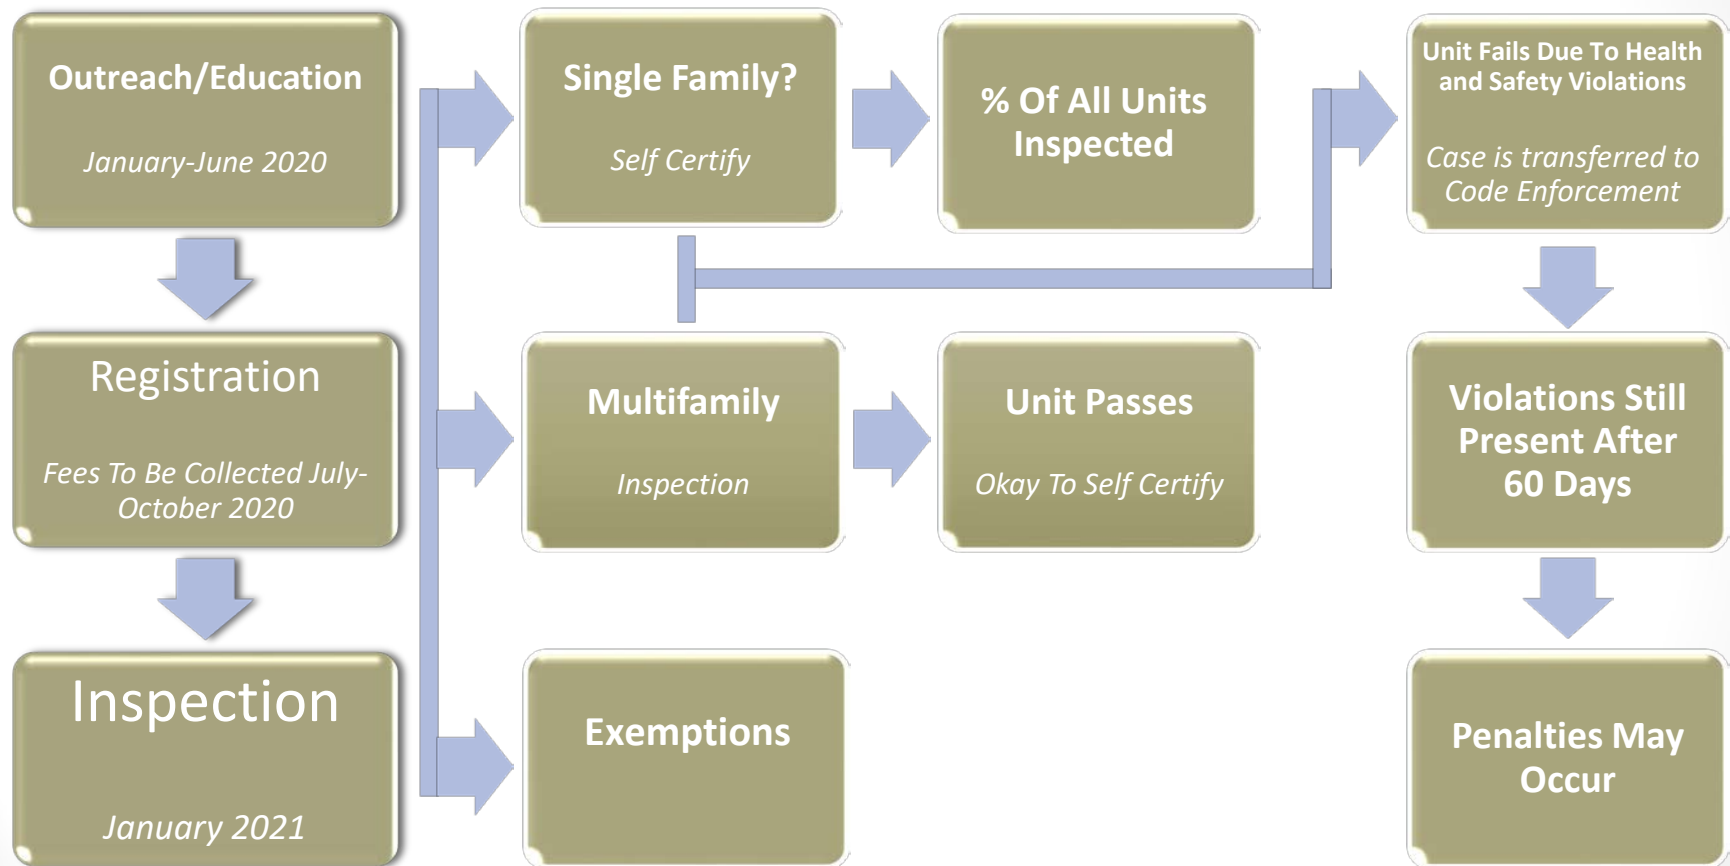 Outreach/Education
January-June 2020
Registration
Fees To Be Collected July-
October 2020
Inspection
January 2021
Single Family?
Self Certify
% Of All Units
Inspected
Multifamily
Inspection
Unit Passes
Okay To Self Certify
Exemptions
Unit Fails Due To Health
and Safety Violations
Case is transferred to
Code Enforcement
Violations Still
Present After
60 Days
Penalties May
Occur